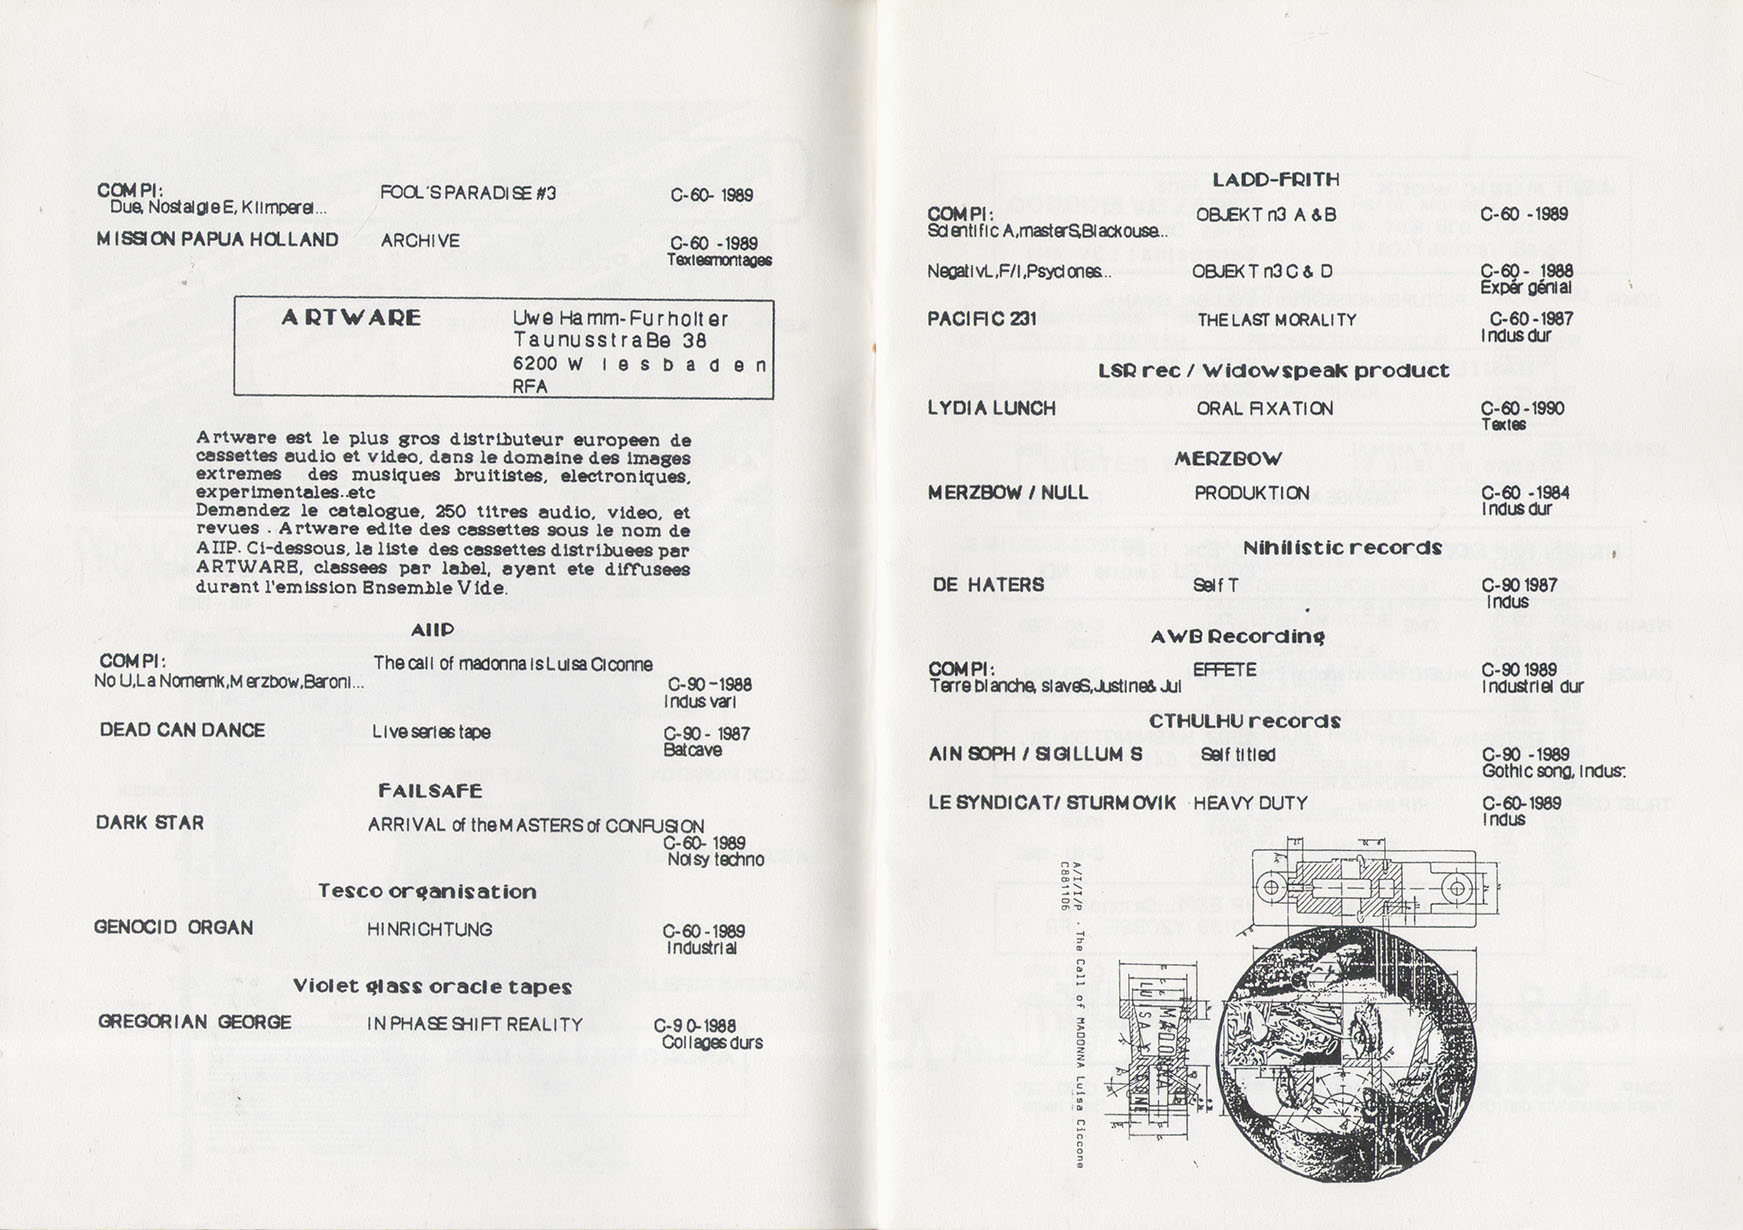 COMPI: FOOL'S PARADISE #3 C-60- 1989
Due, Nostalgie E, Klimperei...
MISSION PAPUA HOLLAND ARCHIVE C-60 -1989
Textesmontages
ARTWARE Uwe Hamm-Furholter
TaunusstraBe 38
6200 Wiesbaden
RFA
Artware est le plus gros distributeur europeen de
cassettes audio et video, dans le domaine des images
extremes des musiques bruitistes, electroniques,
experimentales..etc
Demandez le catalogue, 250 titres audio, video, et
revues . Artware edite des cassettes sous le nom de
AIIP. Ci-dessous, la liste des cassettes distribuees par
ARTWARE, classees par label, ayant ete diffusees
durant l'emission Ensemble Vide.
AIIP
COMPI: The call of madonna is Luisa Ciconne
No U,La Nomemk,Merzbow,Baroni... C-90 -1988
Indus vari
DEAD CAN DANCE Live series tape C-90- 1987
Batcave
FAILSAFE
DARK STAR ARRIVAL of the MASTERS of CONFUSION
C-60- 1989
Noisy techno
Tesco organisation
GENOCID ORGAN HINRICHTUNG C-60 -1989
Industrial
Violet glass oracle tapes
GREGORIAN GEORGE IN PHASE SHIFT REALITY C-90-1988
Collages durs
LADD-FRITH
COMPI: OBJEKT n3 A & B C-60 -1989
Scientific A,masterS,Blackouse...
NegativL,F/I,Psyclones... OBJEKT n3 C & D C-60 - 1988
Expér génial
PACIFIC 231 THE LAST MORALITY C-60 -1987
Indus dur
LSR rec / Widowspeak product
LYDIA LUNCH ORAL FIXATION C-60 -1990
Textes
MERZBOW
MERZBOW / NULL PRODUKTION C-60 -1984
Indus dur
Nihilistic records
DE HATERS Self T C-90 1987
Indus
AWB Recording
COMPI: EFFETE C-90 1989
Terre blanche, slaveS,Justine& Jul Industriel dur
CTHULHU records
AIN SOPH / SIGILLUM S Self titled C-90 -1989
Gothic song, Indus.
LE SYNDICAT/ STURMOVIK HEAVY DUTY C-60-1989
Indus
A/I/I/P · The Call of MADONNA Luisa Ciccone
C881106
MADONNA
LUISA